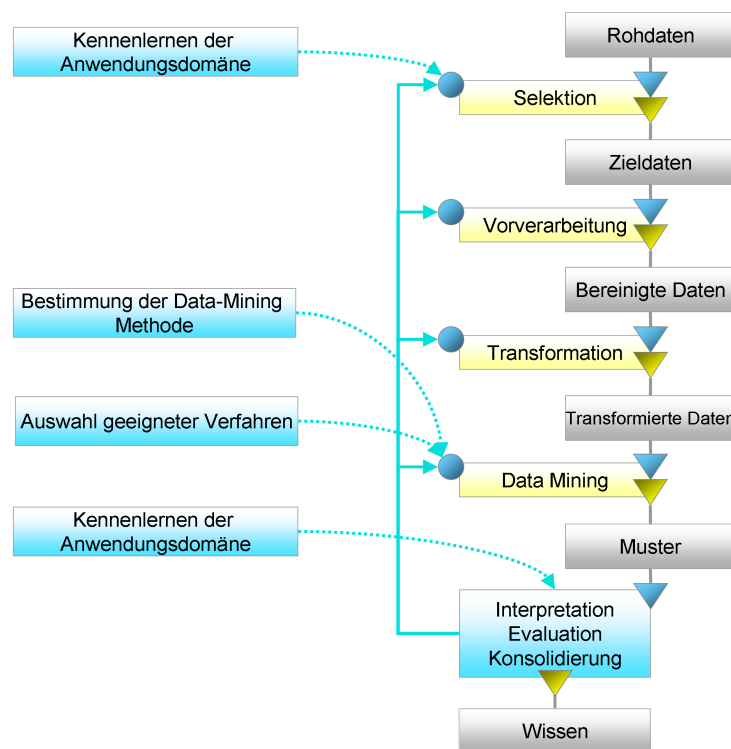 Kennenlernen der
Anwendungsdomäne
Rohdaten
Selektion
Zieldaten
Vorverarbeitung
Bereinigte Daten
Bestimmung der Data-Mining
Methode
Transformation
Auswahl geeigneter Verfahren
Transformierte Daten
Data Mining
Kennenlernen der
Anwendungsdomäne
Muster
Interpretation
Evaluation
Konsolidierung
Wissen